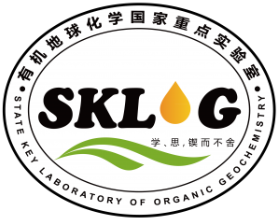 ·有机地球化学国家重点实验室·
SKLOG
学、思,锲而不舍
STATE KEY LABORATORY OF ORGANIC GEOCHEMISTRY